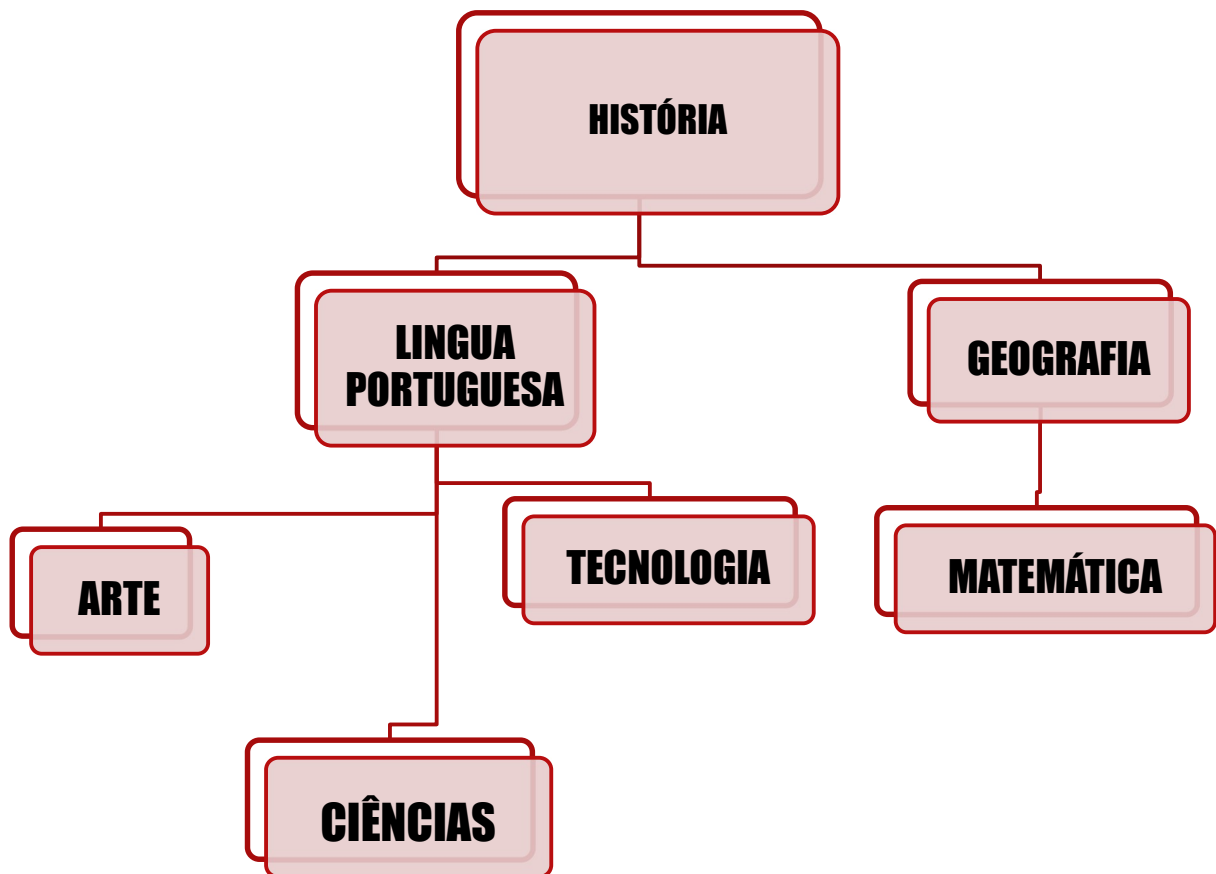 HISTÓRIA
LINGUA
PORTUGUESA
GEOGRAFIA
ARTE
TECNOLOGIA
MATEMÁTICA
CIÊNCIAS